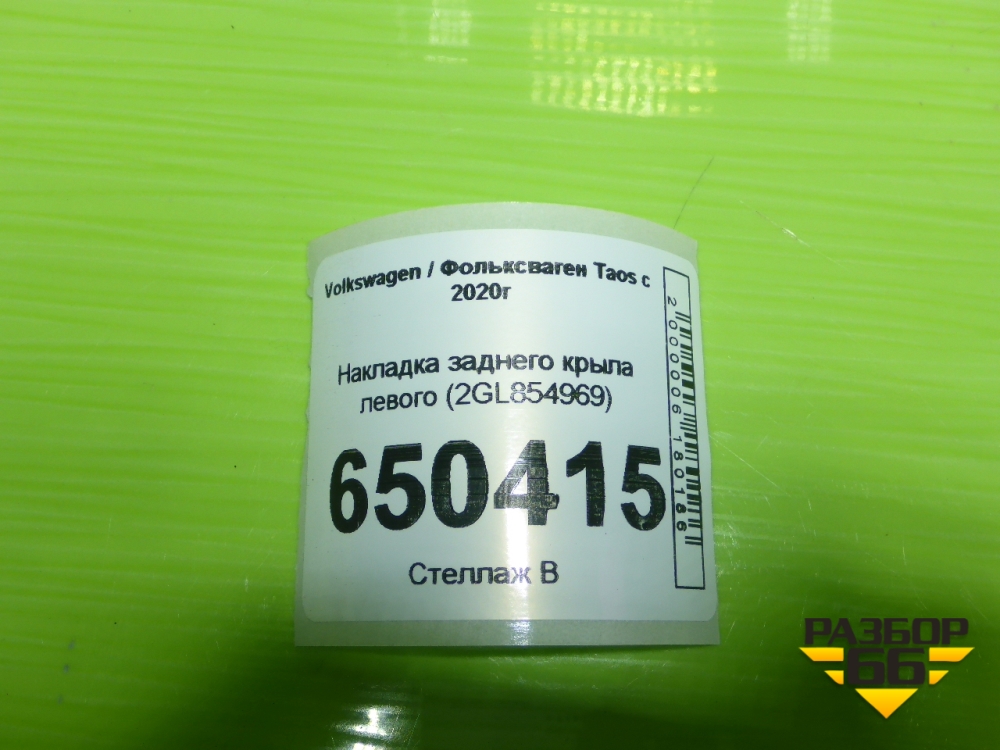 Volkswagen / Фольксваген Taos с
2020г
Накладка заднего крыла
левого (2GL854969)
650415
Стеллаж В
2000006180186
РАЗБОР
66